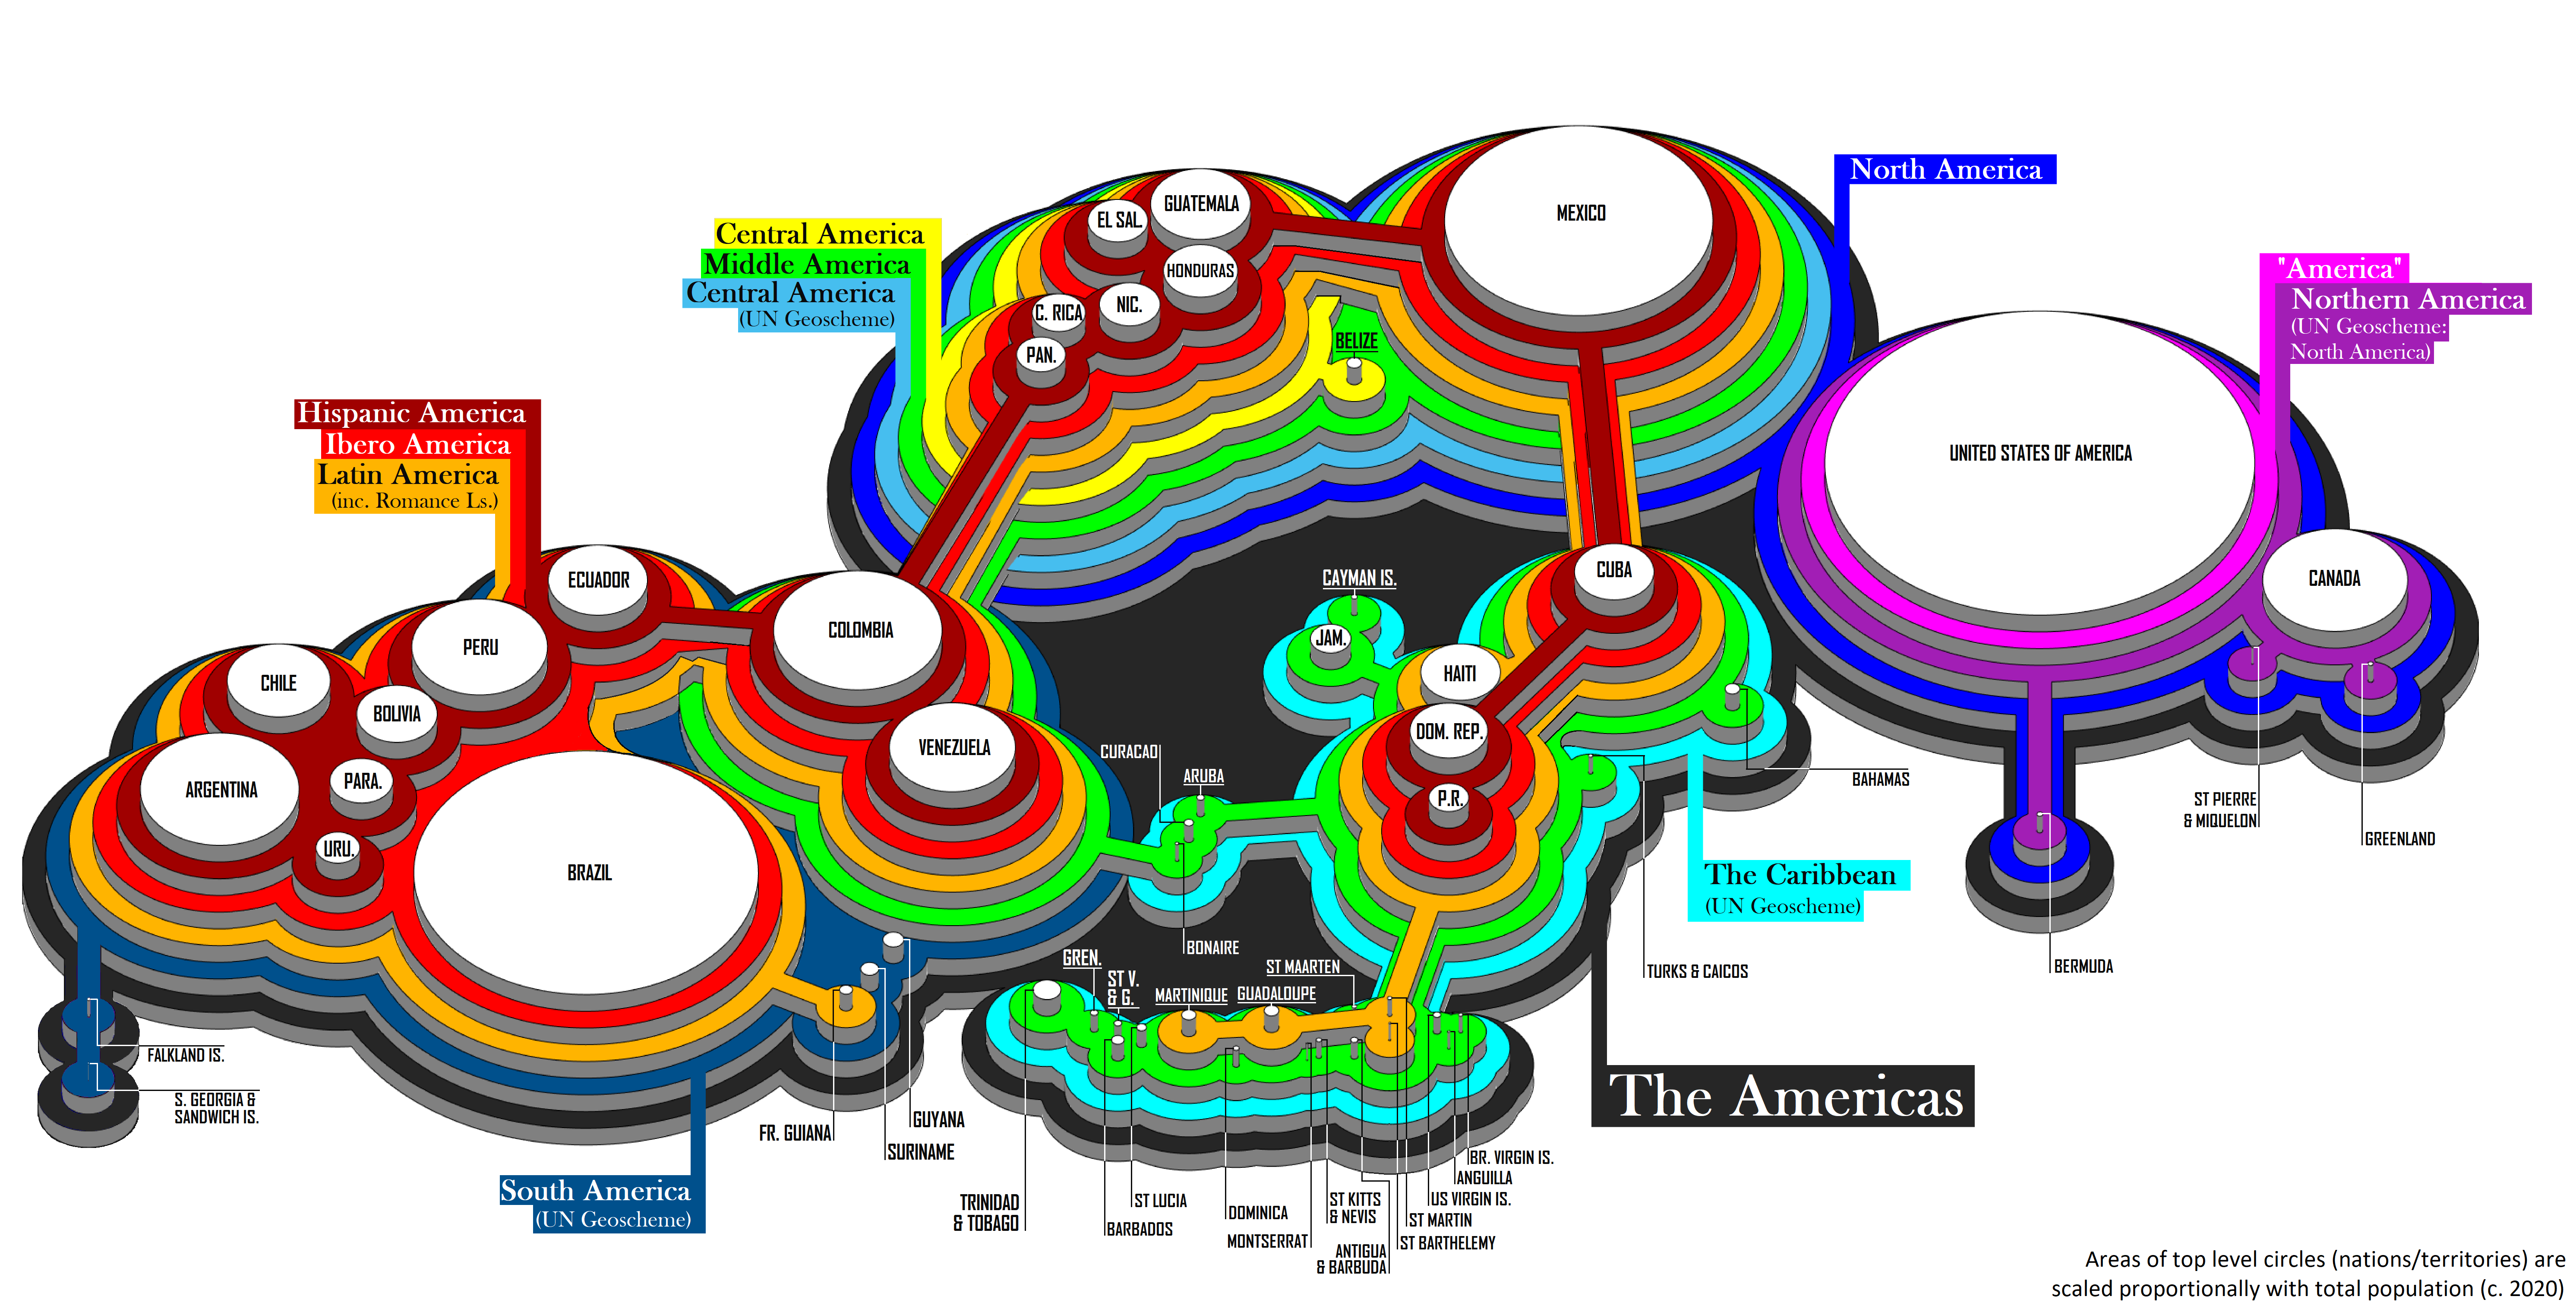 North America
"America"
Northern America
(UN Geoscheme:
North America)
Central America
Middle America
Central America
(UN Geoscheme)
Hispanic America
Ibero America
Latin America
(inc. Romance Ls.)
MEXICO
GUATEMALA
EL SAL.
HONDURAS
NIC.
C. RICA
PAN.
BELIZE
UNITED STATES OF AMERICA
CANADA
ECUADOR
PERU
COLOMBIA
CHILE
BOLIVIA
VENEZUELA
ARGENTINA
PARA.
URU.
BRAZIL
CAYMAN IS.
JAM.
CUBA
HAITI
DOM. REP.
P.R.
CURACAO
ARUBA
BONAIRE
BAHAMAS
ST PIERRE
& MIQUELON
GREENLAND
BERMUDA
TURKS & CAICOS
The Caribbean
(UN Geoscheme)
GREN.
ST V.
& G.
MARTINIQUE
GUADALOUPE
ST MAARTEN
The Americas
FALKLAND IS.
S. GEORGIA &
SANDWICH IS.
FR. GUIANA
SURINAME
GUYANA
South America
(UN Geoscheme)
TRINIDAD
& TOBAGO
BARBADOS
ST LUCIA
DOMINICA
MONTSERRAT
ST KITTS
& NEVIS
ANTIGUA
& BARBUDA
ST BARTHELEMY
ST MARTIN
US VIRGIN IS.
ANGUILLA
BR. VIRGIN IS.
Areas of top level circles (nations/territories) are
scaled proportionally with total population (c. 2020)